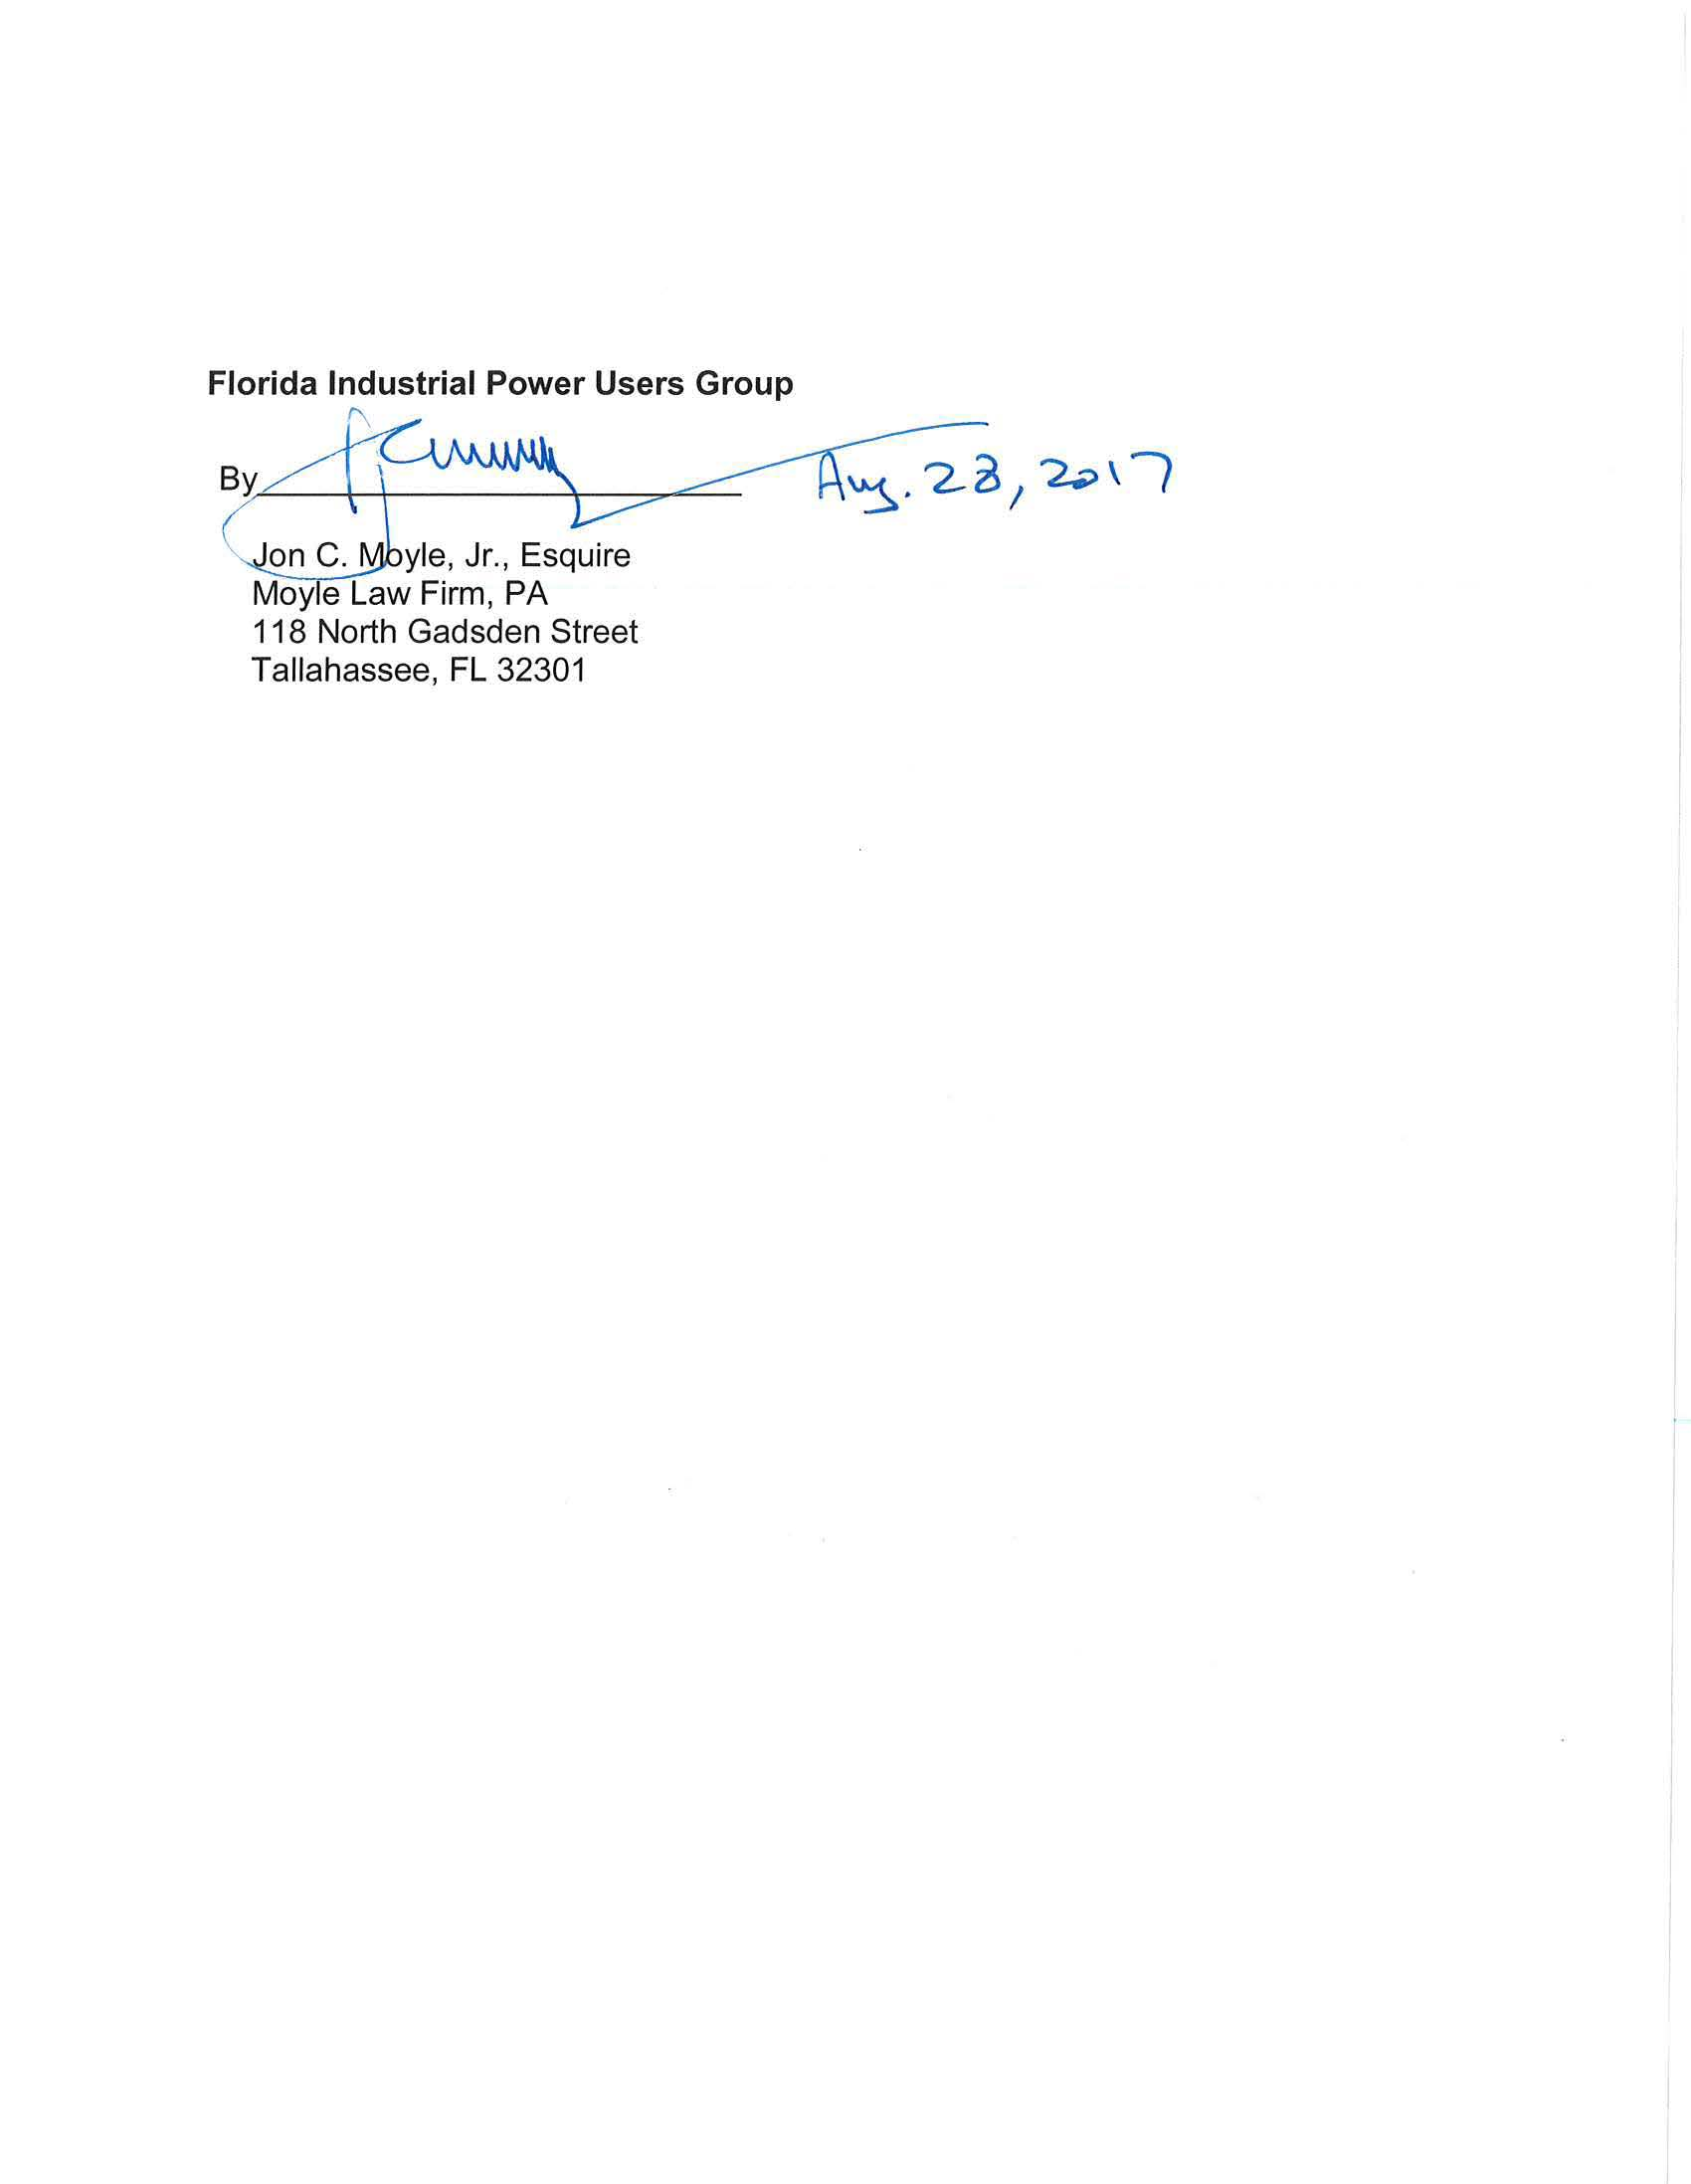 Florida Industrial Power Users Group
By Aug. 28, 2017
Jon C. Moyle, Jr., Esquire
Moyle Law Firm, PA
118 North Gadsden Street
Tallahassee, FL 32301